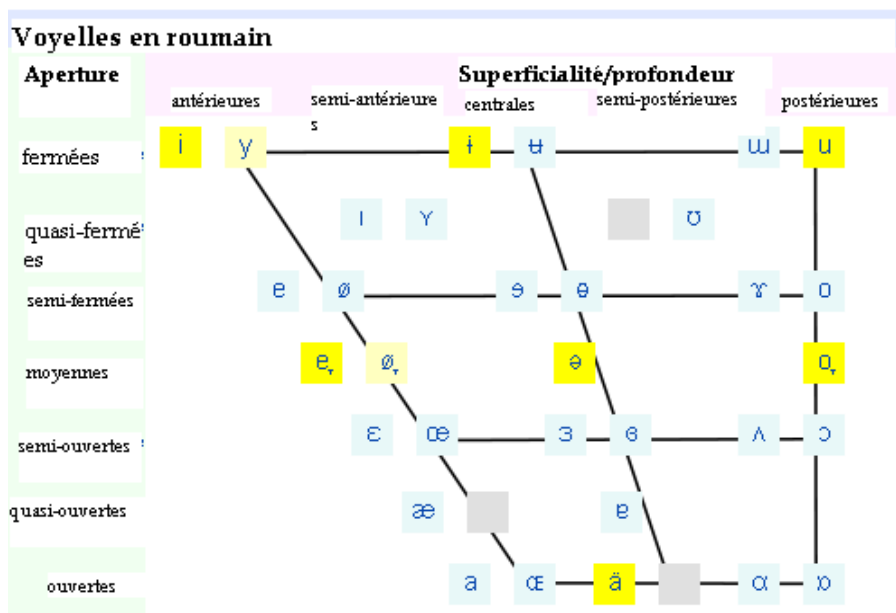 Voyelles en roumain
Aperture
Superficialité/profondeur
antérieures semi-antérieure centrales semi-postérieures postérieures
s
fermées i y ɨ ʉ ɯ u
quasi-fermé ɪ ʏ ʊ
es
semi-fermées e ø ɘ ɵ ɤ o
moyennes e̞ ø̞ ə o̞
semi-ouvertes ɛ œ ɜ ɞ ʌ ɔ
quasi-ouvertes æ ɐ
ouvertes a ɶ ä ɑ ɒ